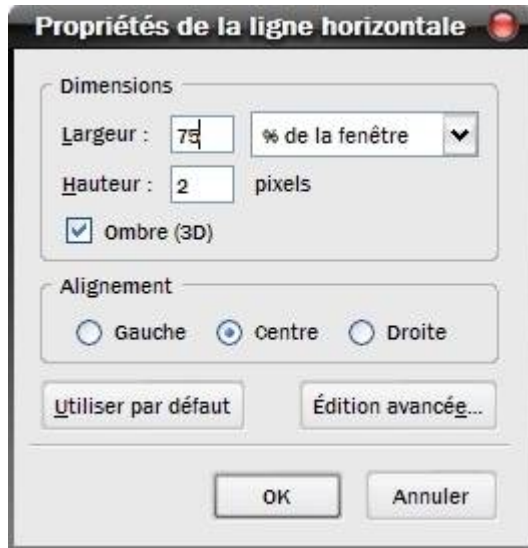 Propriétés de la ligne horizontale
Dimensions
Largeur : 75 % de la fenêtre
Hauteur : 2 pixels
Ombre (3D)
Alignement
Gauche Centre Droite
Utiliser par défaut Édition avancée...
OK Annuler